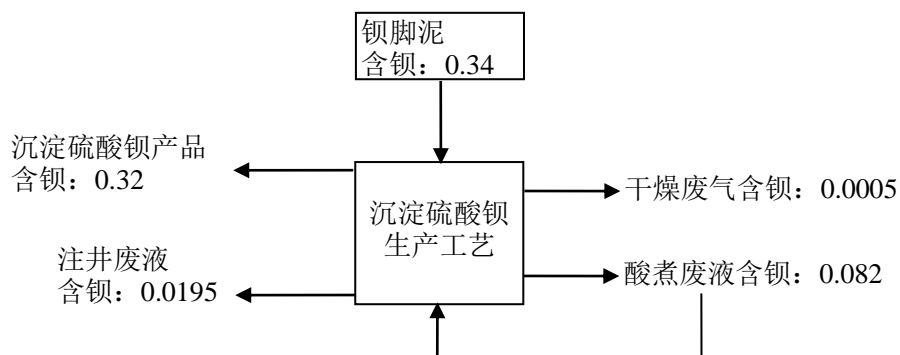 钡脚泥
含钡：0.34
沉淀硫酸钡产品
含钡：0.32
沉淀硫酸钡
生产工艺
干燥废气含钡：0.0005
注井废液
含钡：0.0195
酸煮废液含钡：0.082